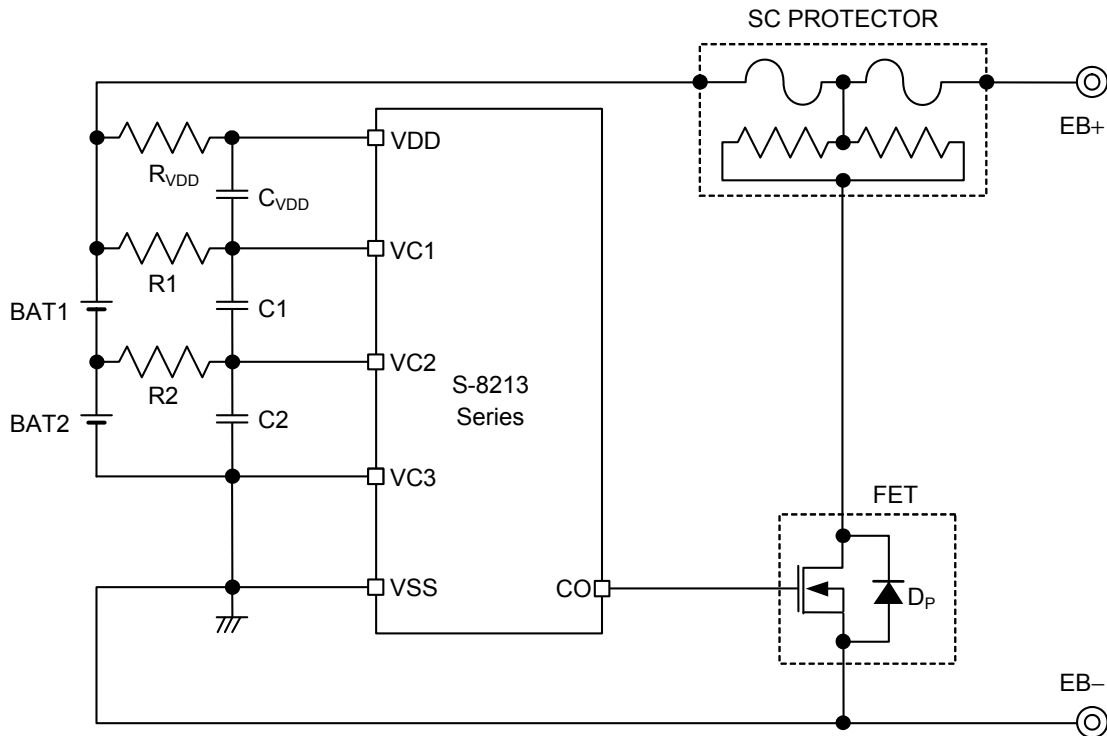 SC PROTECTOR
EB+
VDD
RVDD
CVDD
VC1
R1
BAT1
C1
VC2
S-8213
Series
R2
BAT2
C2
VC3
FET
VSS
CO
DP
EB−